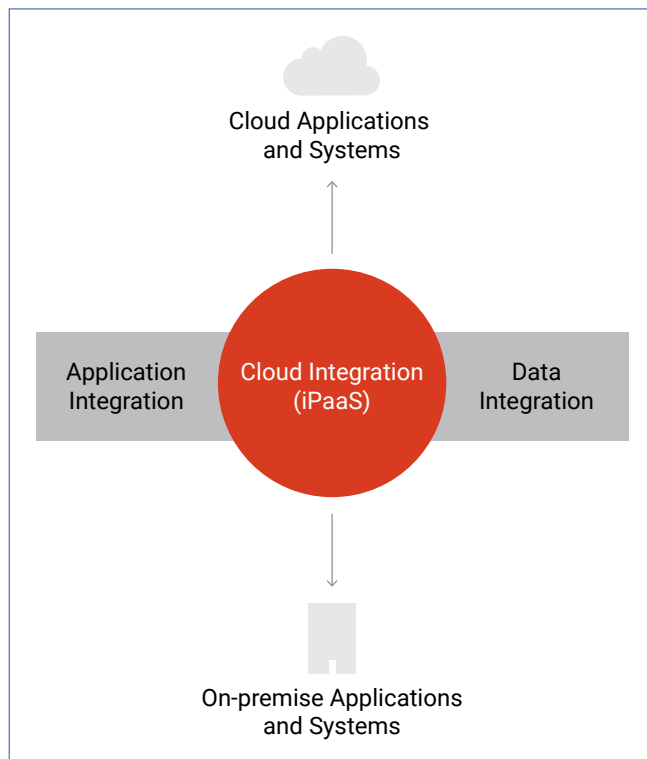 Cloud Applications
and Systems
Application
Integration
Cloud Integration
(iPaaS)
Data
Integration
On-premise Applications
and Systems